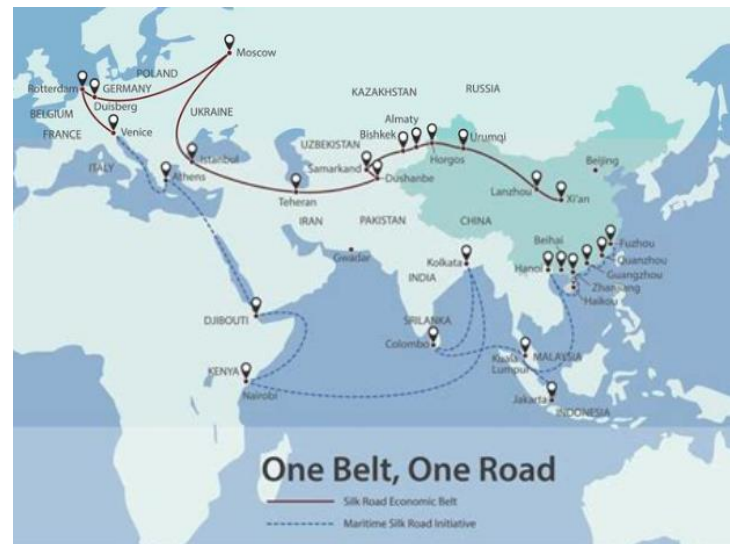 Moscow
POLAND
Rotterdam
GERMANY
Duisberg
KAZAKHSTAN
RUSSIA
BELGIUM
UKRAINE
Almaty
FRANCE
Venice
Bishkek
Urumqi
UZBEKISTAN
Horgos
ITALY
Istanbul
Samarkand
Beijing
Athens
Dushanbe
Lanzhou
Xi'an
Teheran
IRAN
PAKISTAN
CHINA
Beihai
Fuzhou
Gwadar
Kolkata
Quanzhou
Hanoi
Guangzhou
INDIA
Zhanjiang
Haikou
DJIBOUTI
SRILANKA
Colombo
Kuala
Lumpur
MALAYSIA
KENYA
Nairobi
Jakarta
INDONESIA
One Belt, One Road
Silk Road Economic Belt
Maritime Silk Road Initiative